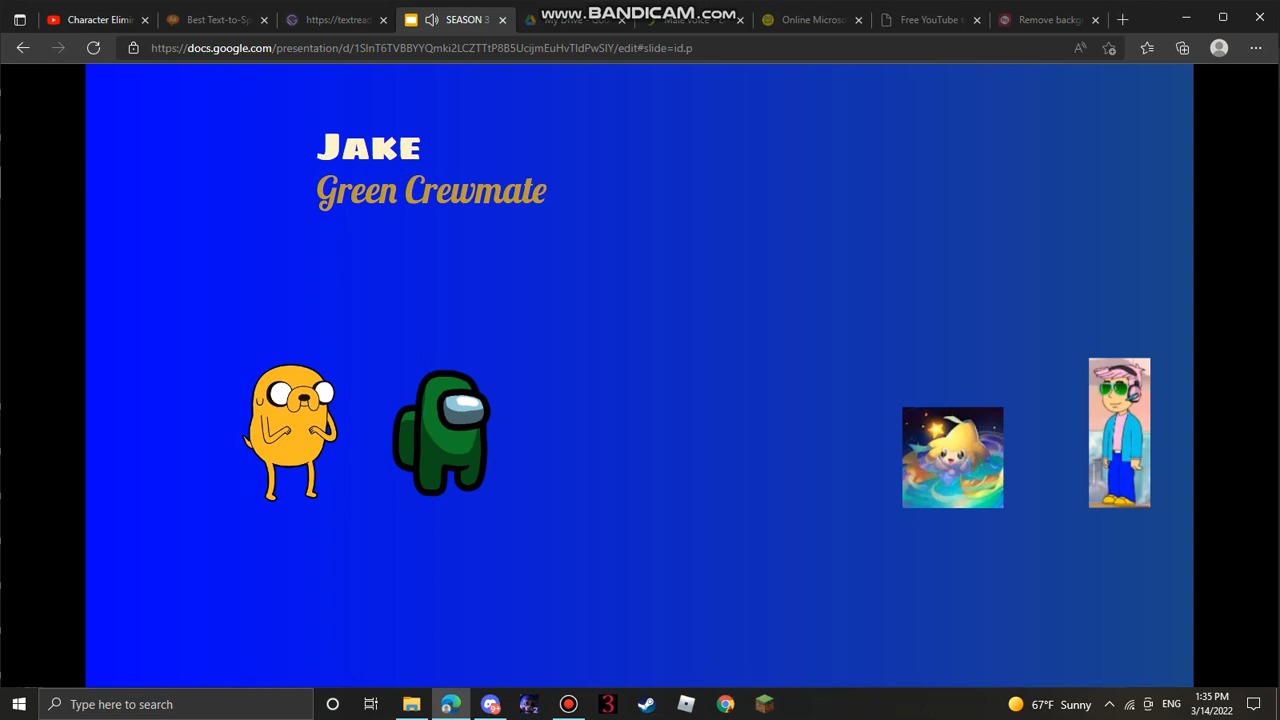 Character Elimi
Best Text-to-Sp
https://textread
SEASON 3
www.BANDICAM.com
Online Microso
Free YouTube t
Remove backg
https://docs.google.com/presentation/d/1SInT6TVBBYYQmki2LCZTTtP8B5UcijmEuHvTIdPwSIY/edit#slide=id.p
Jake
Green Crewmate
Type here to search
67°F Sunny
ENG
1:35 PM
3/14/2022